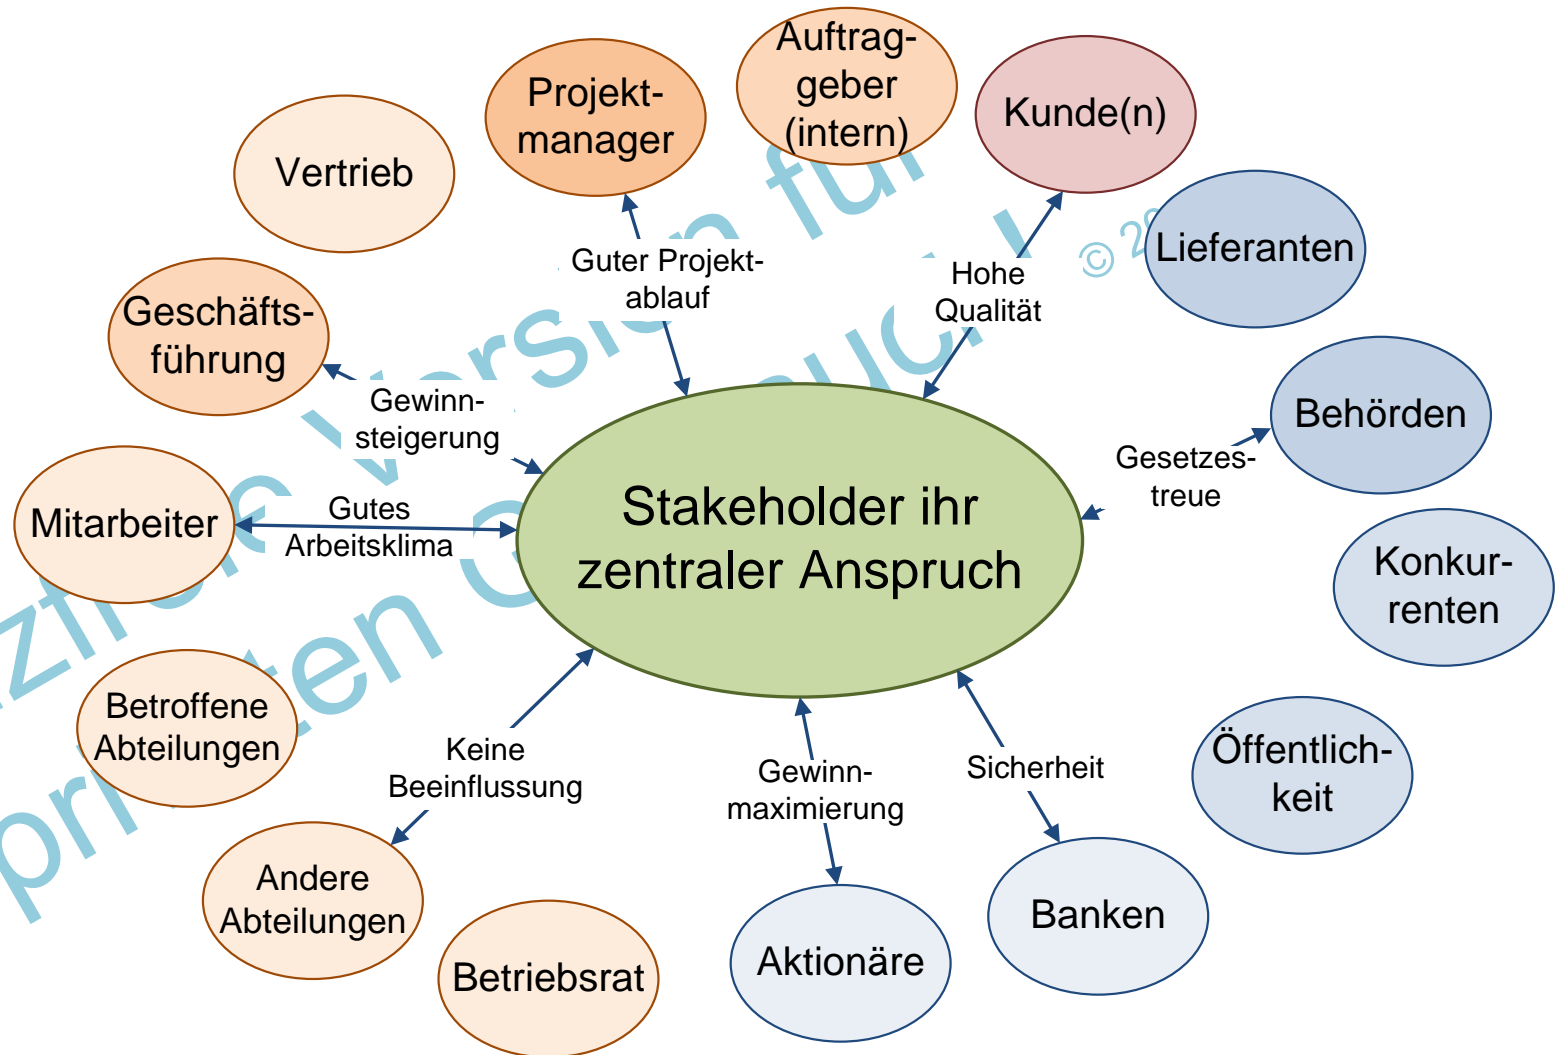 Auftrag-
geber
(intern)
Projekt-
manager
Kunde(n)
Vertrieb
Lieferanten
Guter Projekt-
ablauf
Hohe
Qualität
© 20
Geschäfts-
führung
Gewinn-
steigerung
Behörden
Gesetzes-
treue
Mitarbeiter
Gutes
Arbeitsklima
Stakeholder ihr
zentraler Anspruch
Konkur-
renten
Betroffene
Abteilungen
Keine
Beeinflussung
Gewinn-
maximierung
Sicherheit
Öffentlich-
keit
Andere
Abteilungen
Betriebsrat
Aktionäre
Banken